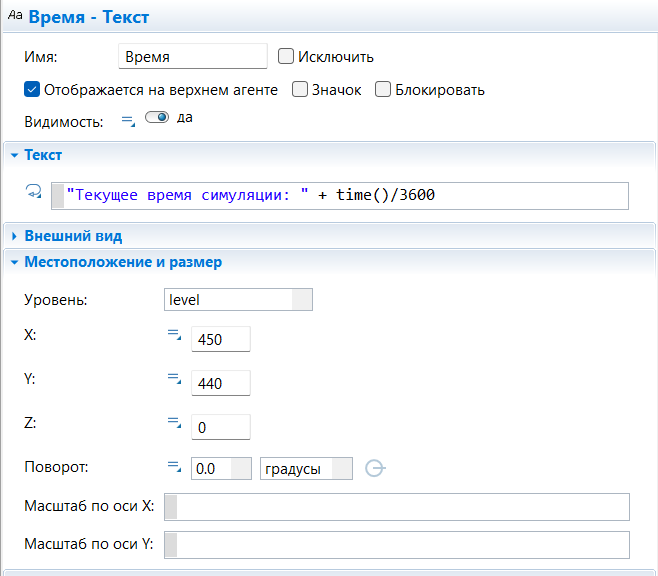 Aa Время - Текст
Имя: Время Исключить
Отображается на верхнем агенте Значок Блокировать
Видимость: да
Текст
"Текущее время симуляции: " + time()/3600
Внешний вид
Местоположение и размер
Уровень: level
X: 450
Y: 440
Z: 0
Поворот: 0.0 градусы
Масштаб по оси X:
Масштаб по оси Y: